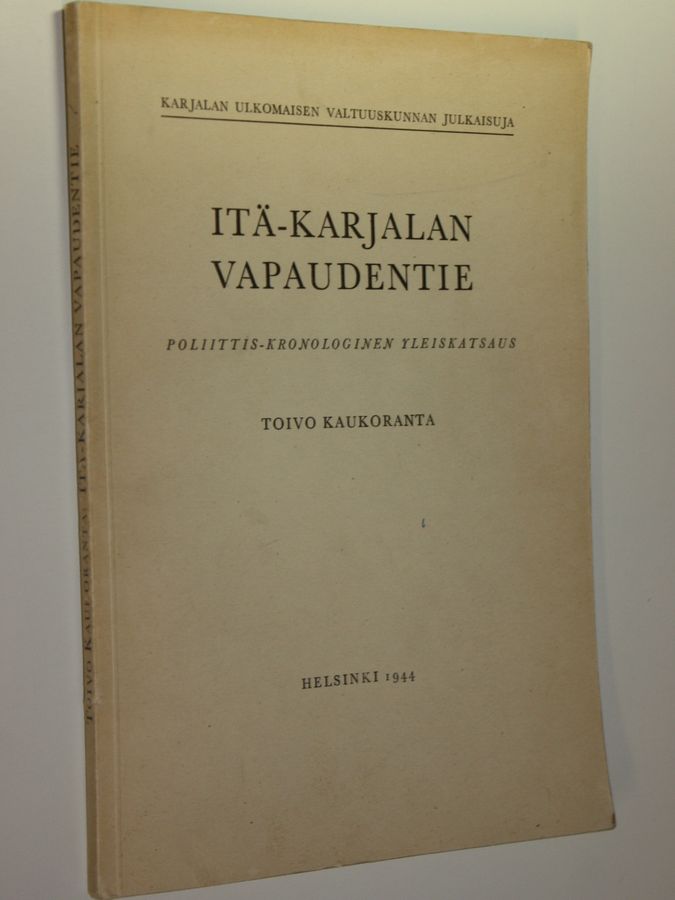 KARJALAN ULKOMAISEN VALTUUSKUNNAN JULKAISUJA
ITÄ-KARJALAN
VAPAUDENTIE
POLIITTIS-KRONOLOGINEN YLEISKATSAUS
TOIVO KAUKORANTA
HELSINKI 1944
TOIVO KAUKORANTA: ITÄ-KARJALAN VAPAUDENTIE